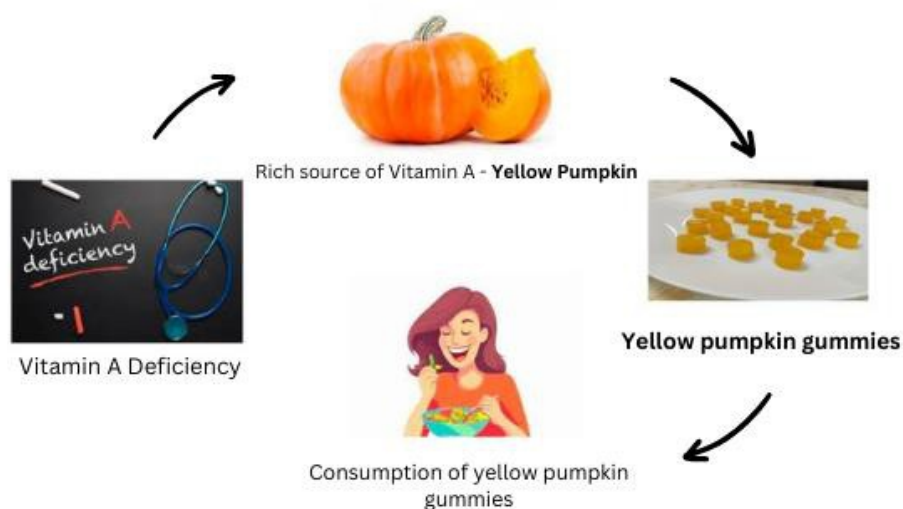 Rich source of Vitamin A - Yellow Pumpkin
Vitamin A
deficiency
Vitamin A Deficiency
Yellow pumpkin gummies
Consumption of yellow pumpkin
gummies